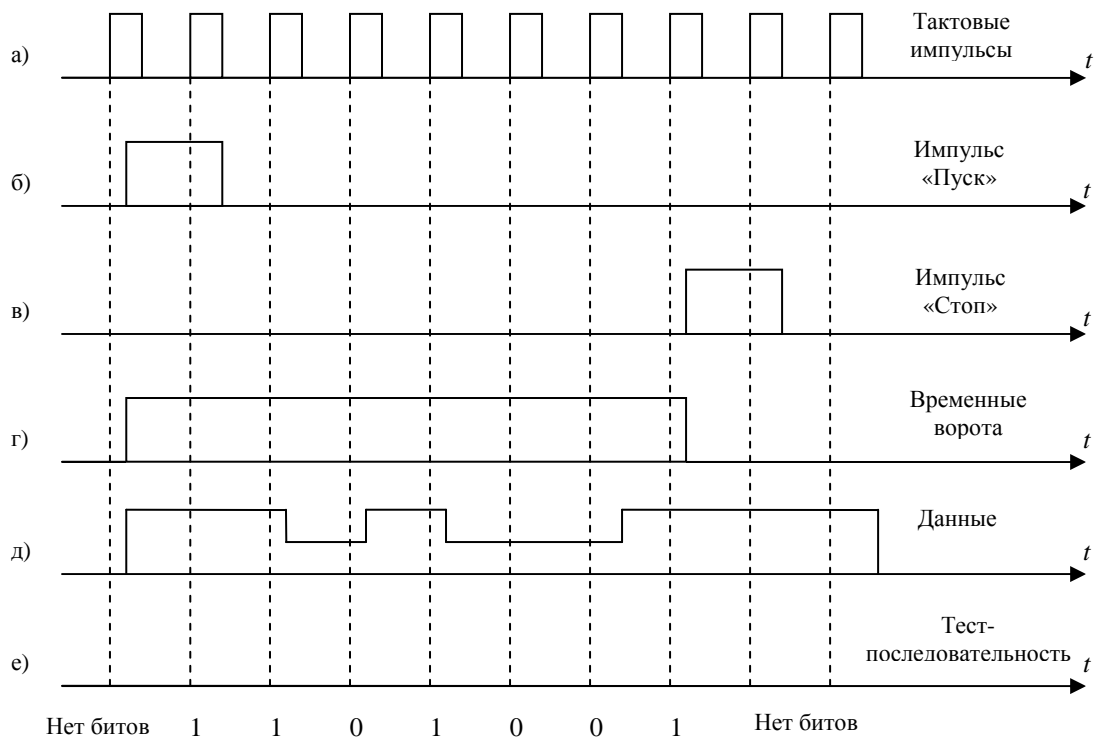 а)
Тактовые
импульсы
t
б)
Импульс
«Пуск»
t
в)
Импульс
«Стоп»
t
г)
Временные
ворота
t
д)
Данные
t
е)
Тест-
последовательность
t
Нет битов 1 1 0 1 0 0 1 Нет битов